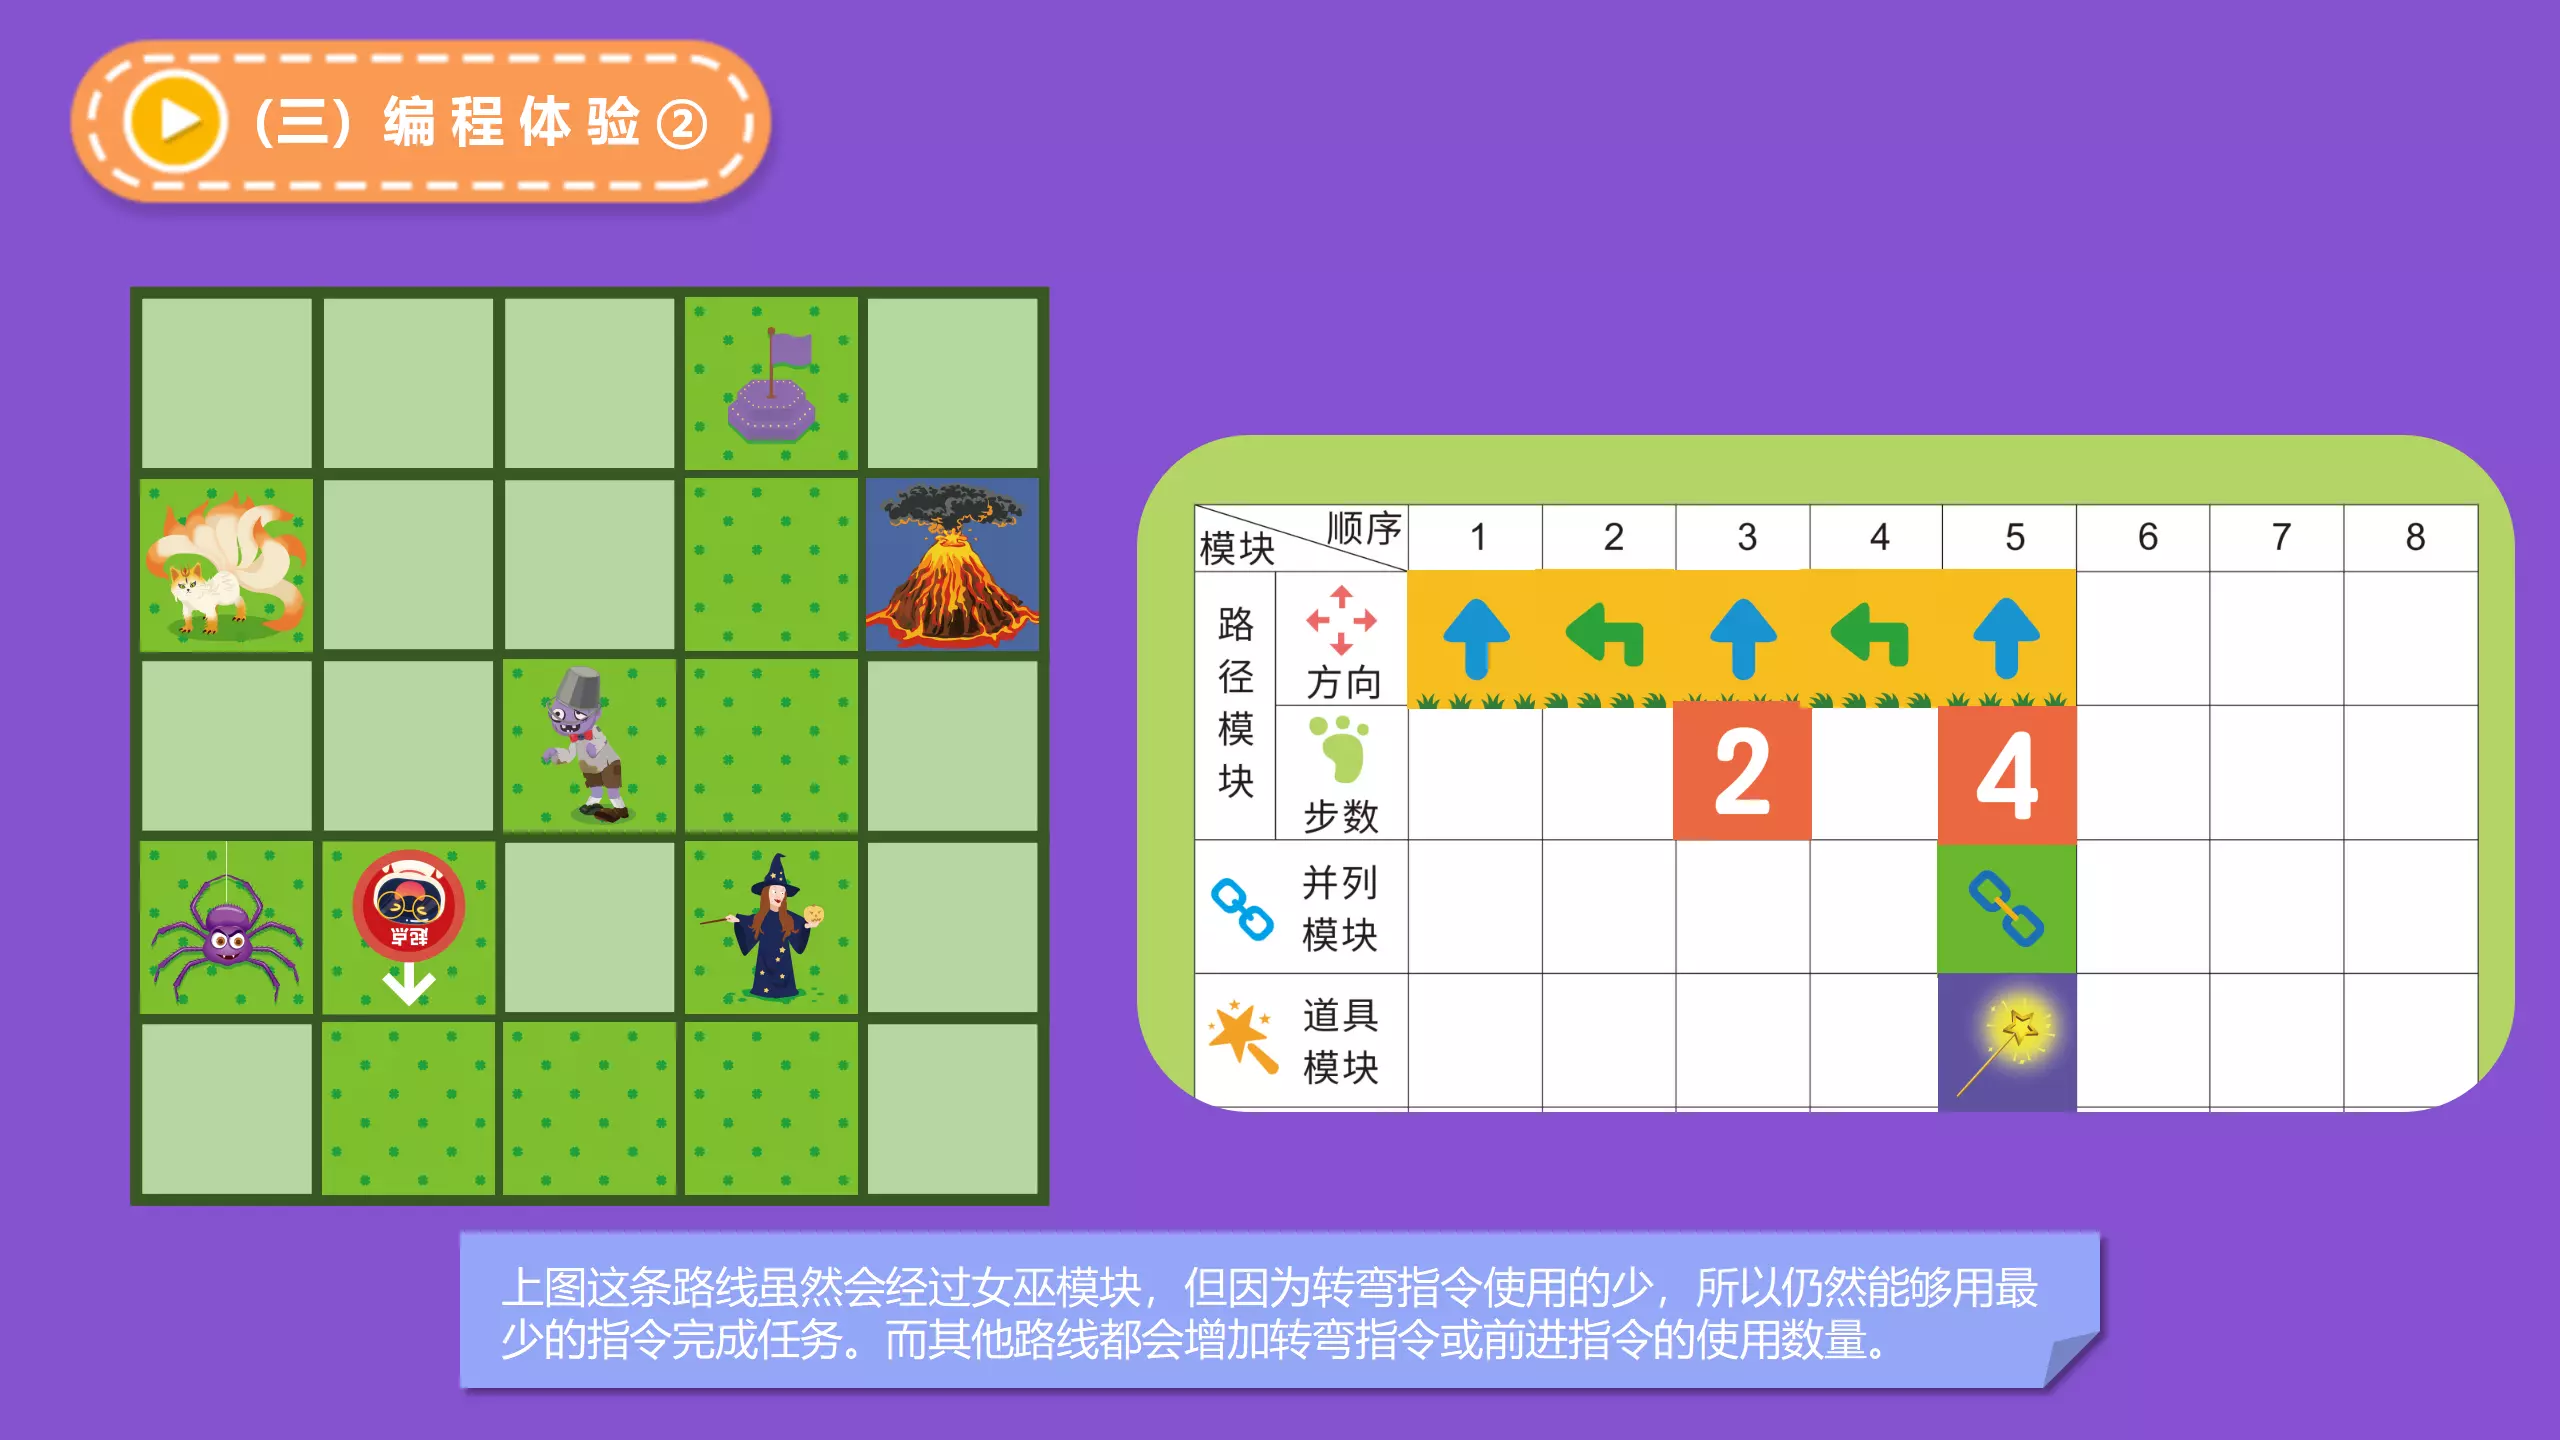 (三) 编程体验②
起点
模块 顺序 1 2 3 4 5 6 7 8
路径模块
方向
步数 2 4
并列
模块
道具
模块
上图这条路线虽然会经过女巫模块，但因为转弯指令使用的少，所以仍然能够用最
少的指令完成任务。而其他路线都会增加转弯指令或前进指令的使用数量。